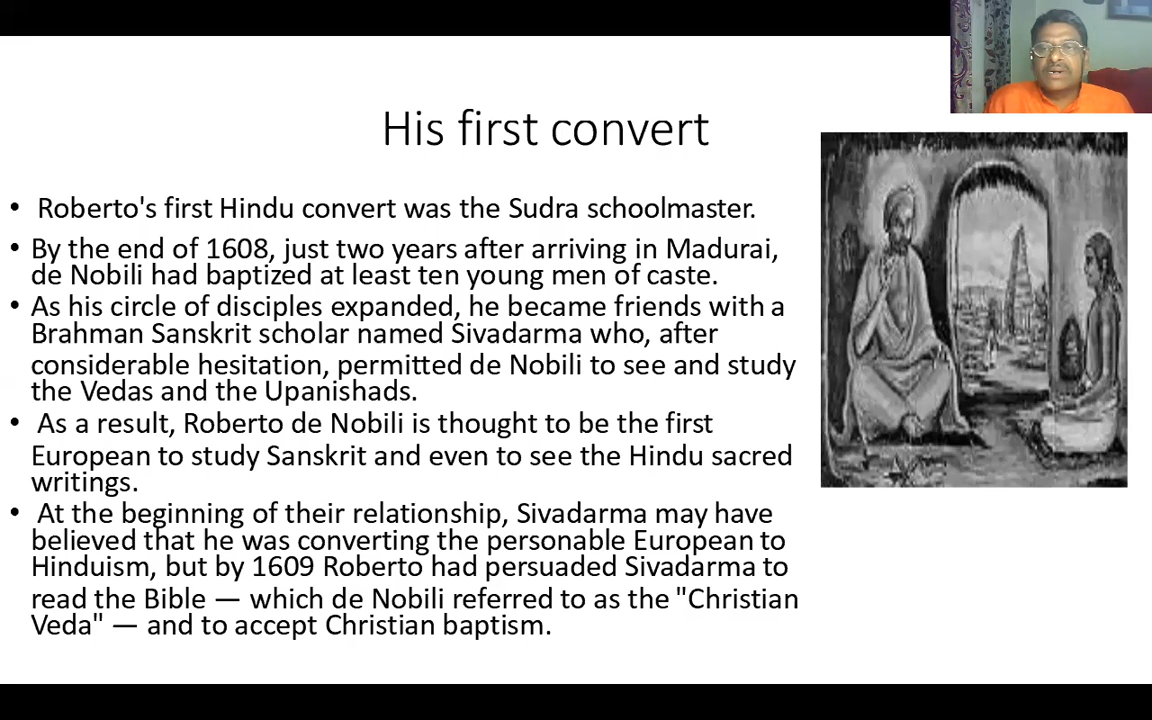 His first convert
• Roberto's first Hindu convert was the Sudra schoolmaster.
• By the end of 1608, just two years after arriving in Madurai,
de Nobili had baptized at least ten young men of caste.
• As his circle of disciples expanded, he became friends with a
Brahman Sanskrit scholar named Sivadarma who, after
considerable hesitation, permitted de Nobili to see and study
the Vedas and the Upanishads.
• As a result, Roberto de Nobili is thought to be the first
European to study Sanskrit and even to see the Hindu sacred
writings.
• At the beginning of their relationship, Sivadarma may have
believed that he was converting the personable European to
Hinduism, but by 1609 Roberto had persuaded Sivadarma to
read the Bible — which de Nobili referred to as the "Christian
Veda" — and to accept Christian baptism.